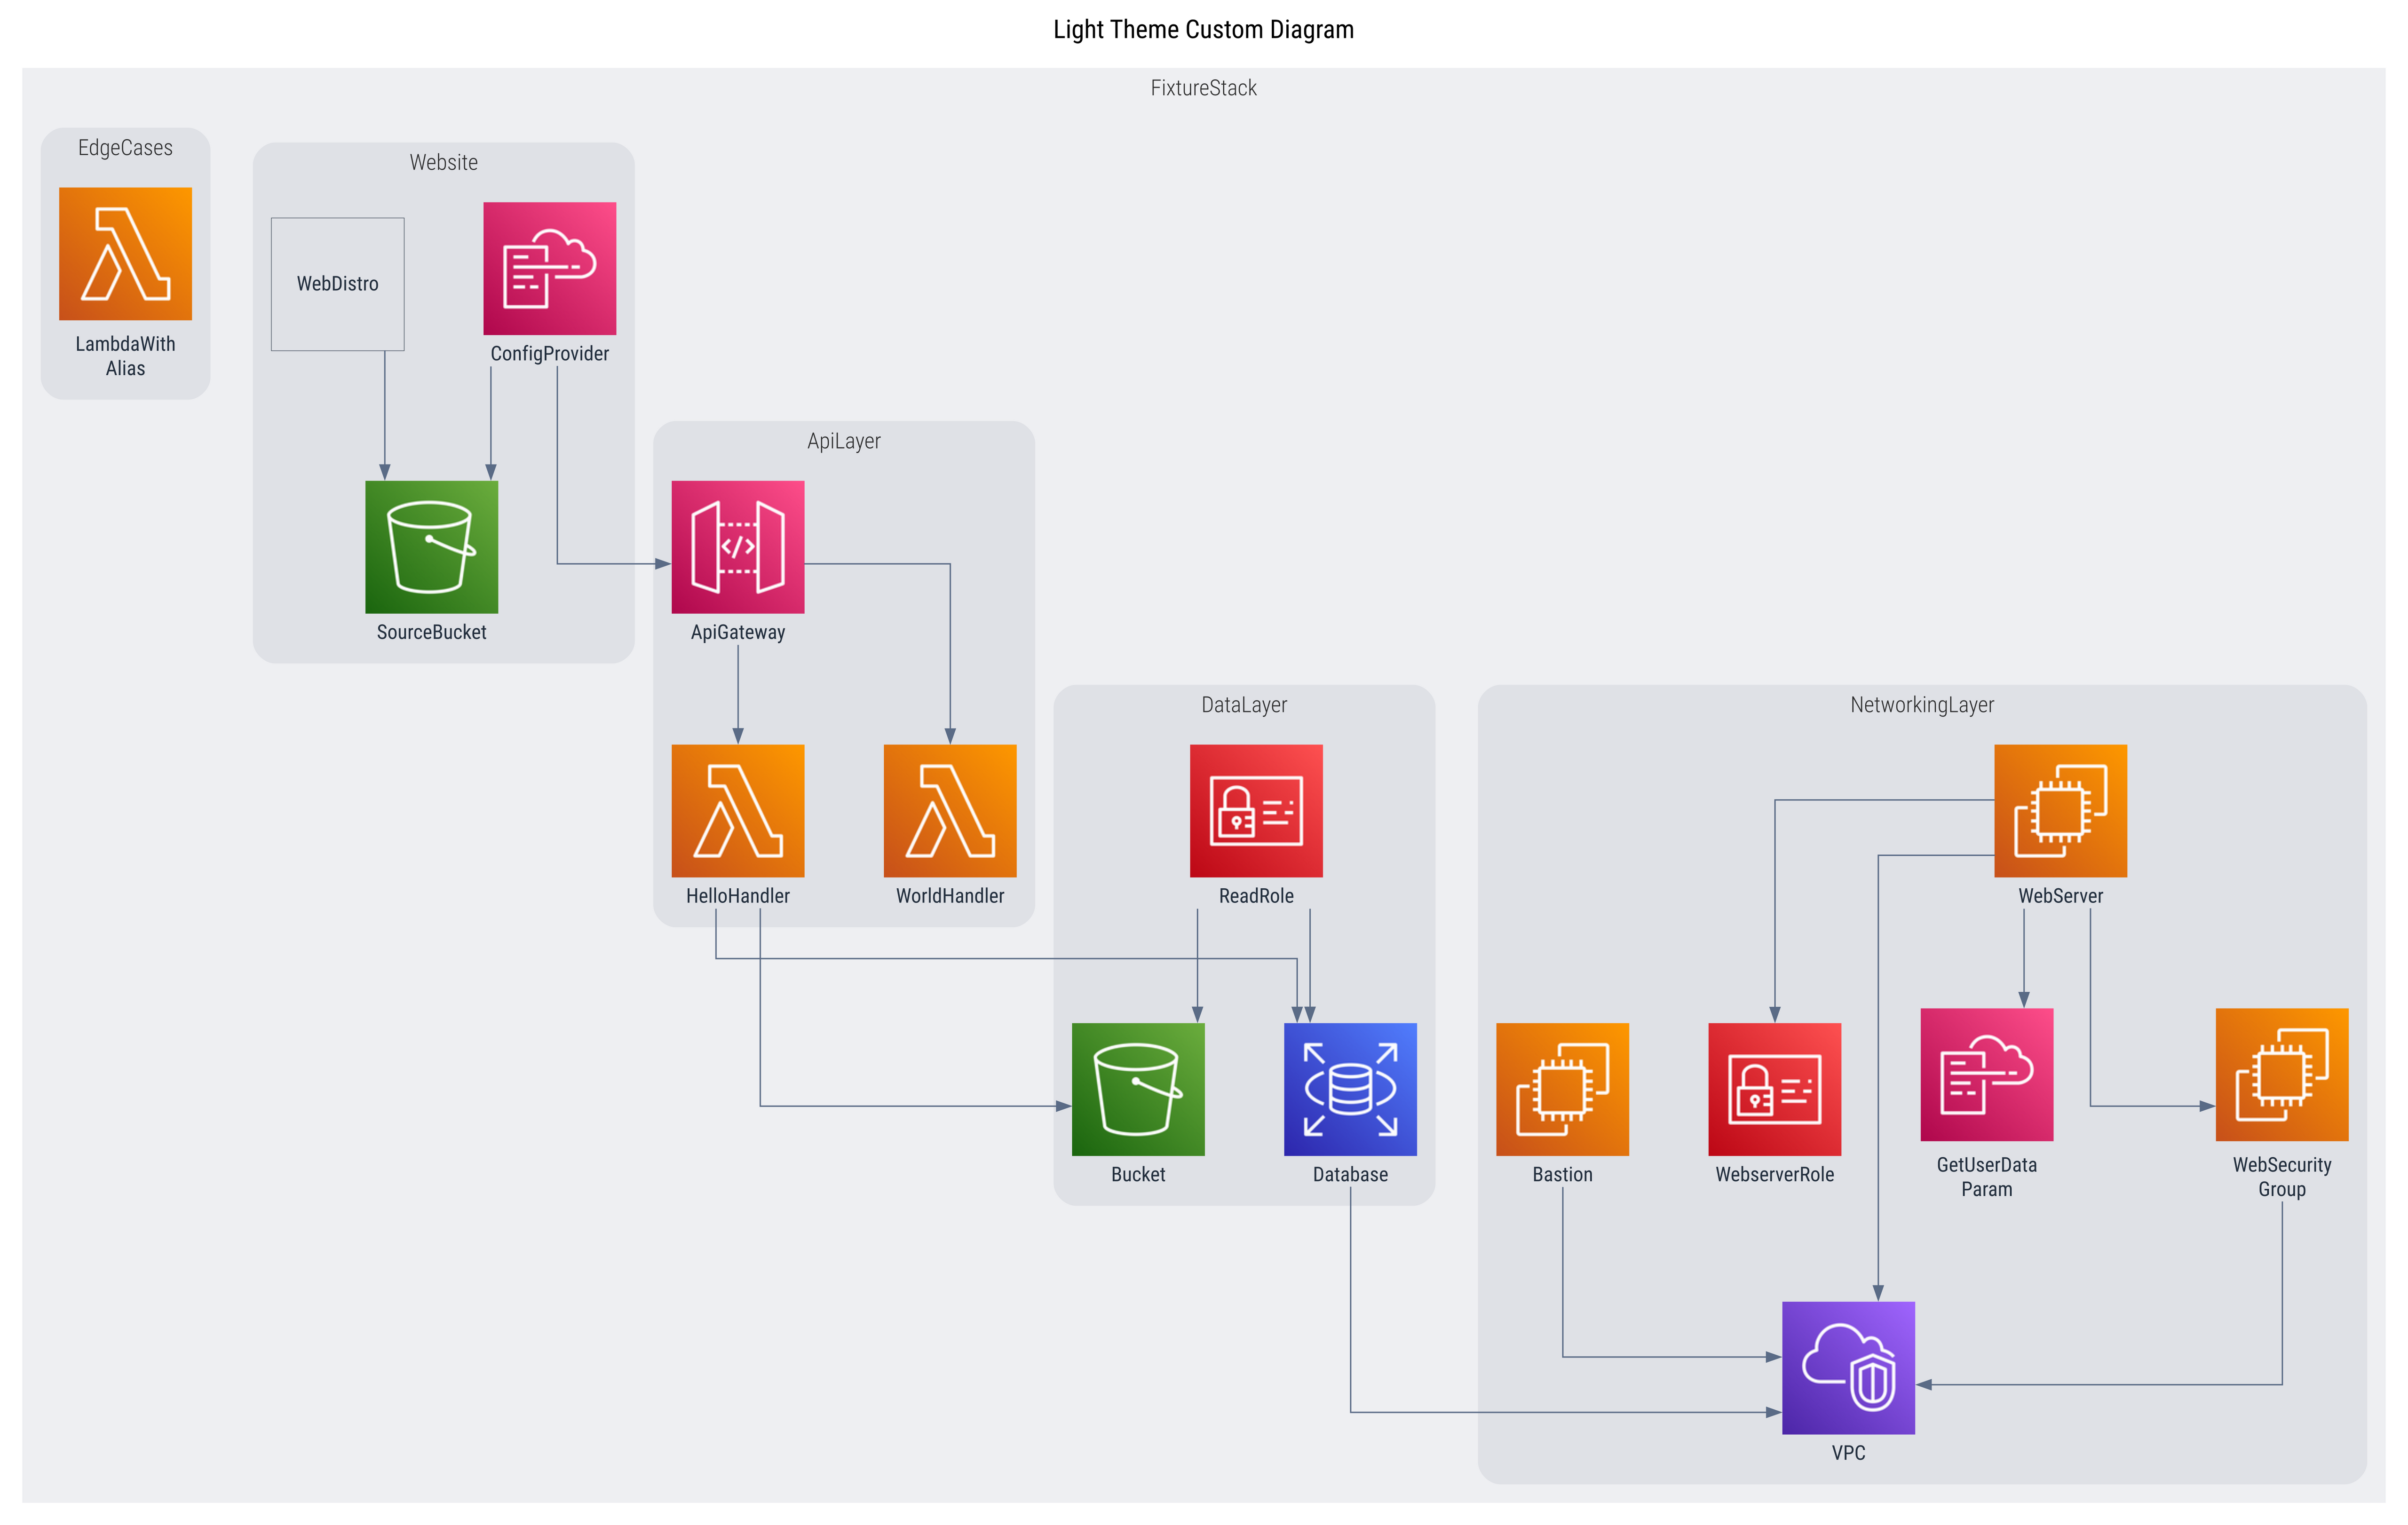 Light Theme Custom Diagram
FixtureStack
EdgeCases
LambdaWith
Alias
Website
WebDistro
ConfigProvider
SourceBucket
ApiLayer
ApiGateway
HelloHandler
WorldHandler
DataLayer
ReadRole
Bucket
Database
NetworkingLayer
WebServer
Bastion
WebserverRole
GetUserData
Param
WebSecurity
Group
VPC